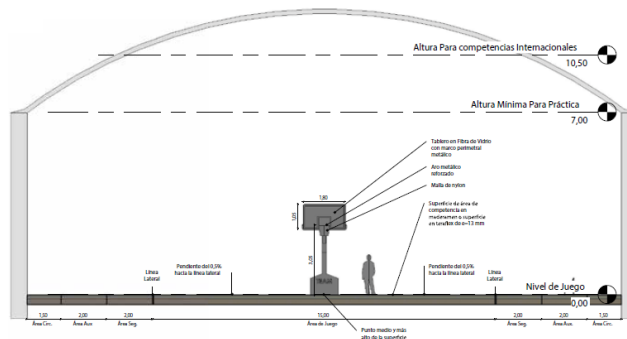 Altura Para competencias Internacionales
10,50
Altura Mínima Para Práctica
7,00
Tablero en Fibra de Vidrio
con marco perimetral
metálico
Aro metálico
reforzado
Malla de nylon
Superficie de área de
competencia en
o superficie
en de e=13 mm
1,80
1,05
3,05
Línea
Lateral
Pendiente del 0,5%
hacia la línea lateral
Pendiente del 0,5%
hacia la línea lateral
Línea
Lateral
Nivel de Juego
0,00
1,50
2,00
2,00
15,00
2,00
2,00
1,50
Área Circ.
Área Aux.
Área Seg.
Área de Juego
Área Seg.
Área Aux.
Área Circ.
Punto medio y más
alto de la superficie